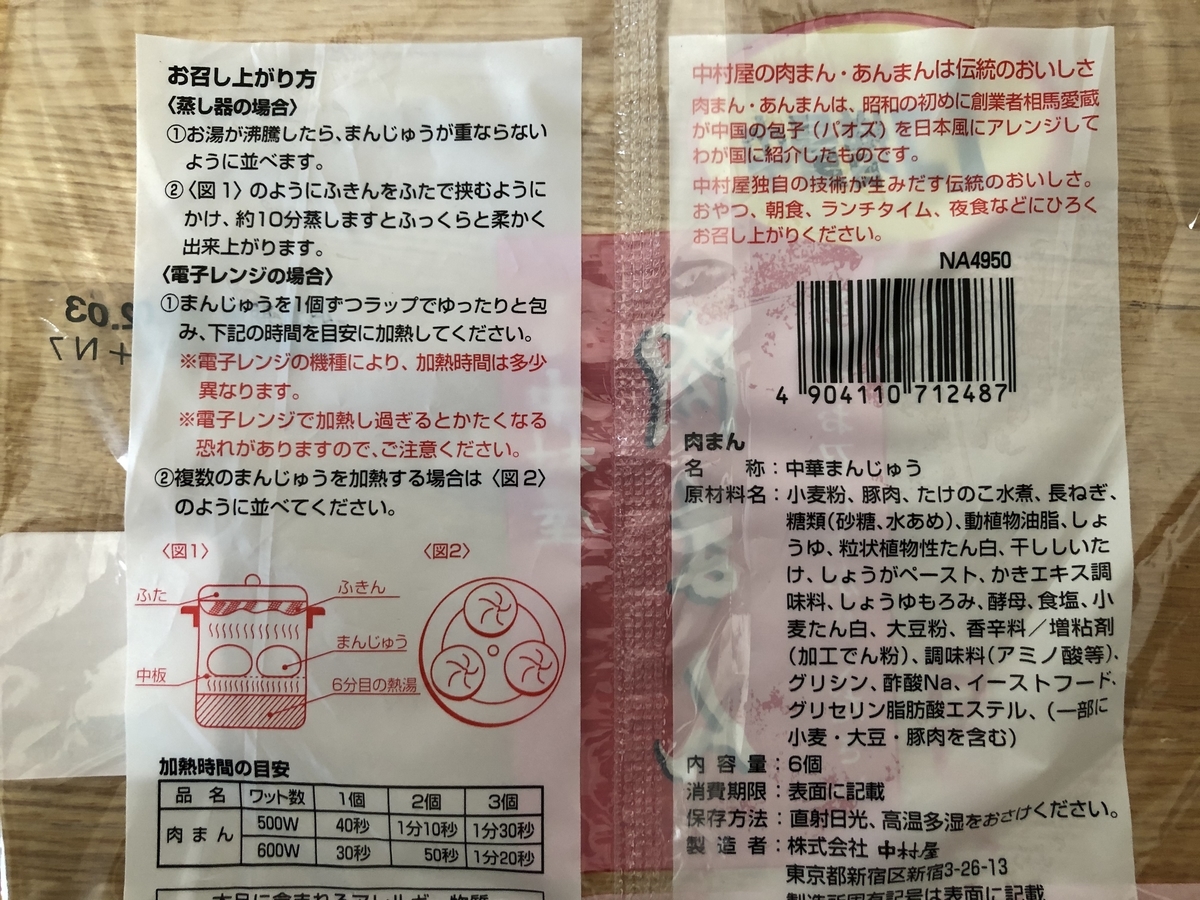 お召し上がり方
〈蒸し器の場合〉
①お湯が沸騰したら、まんじゅうが重ならない
ように並べます。
②〈図1〉のようにふきんをふたで挟むように
かけ、約10分蒸しますとふっくらと柔かく
出来上がります。
〈電子レンジの場合〉
①まんじゅうを1個ずつラップでゆったりと包
み、下記の時間を目安に加熱してください。
※電子レンジの機種により、加熱時間は多少
異なります。
※電子レンジで加熱し過ぎるとかたくなる
恐れがありますので、ご注意ください。
②複数のまんじゅうを加熱する場合は〈図2〉
のように並べてください。
〈図1〉
〈図2〉
ふた
ふきん
まんじゅう
中板
6分目の熱湯
加熱時間の目安
品名 ワット数 1個 2個 3個
肉まん 500W 40秒 1分10秒 1分30秒
600W 30秒 50秒 1分20秒
本品に含まれるアレルギー物質
中村屋の肉まん・あんまんは伝統のおいしさ
肉まん・あんまんは、昭和の初めに創業者相馬愛蔵
が中国の包子(パオズ)を日本風にアレンジして
わが国に紹介したものです。
中村屋独自の技術が生みだす伝統のおいしさ。
おやつ、朝食、ランチタイム、夜食などにひろく
お召し上がりください。
NA4950
4 904110 712487
肉まん
名称:中華まんじゅう
原材料名:小麦粉、豚肉、たけのこ水煮、長ねぎ、
糖類(砂糖、水あめ)、動植物油脂、しょ
うゆ、粒状植物性たん白、干ししいた
け、しょうがペースト、かきエキス調
味料、しょうゆもろみ、酵母、食塩、小
麦たん白、大豆粉、香辛料/増粘剤
(加工でん粉)、調味料(アミノ酸等)、
グリシン、酢酸Na、イーストフード、
グリセリン脂肪酸エステル、(一部に
小麦・大豆・豚肉を含む)
内容量:6個
消費期限:表面に記載
保存方法:直射日光、高温多湿をおさけください。
製造者:株式会社 中村屋
東京都新宿区新宿3-26-13
製造所固有記号は表面に記載